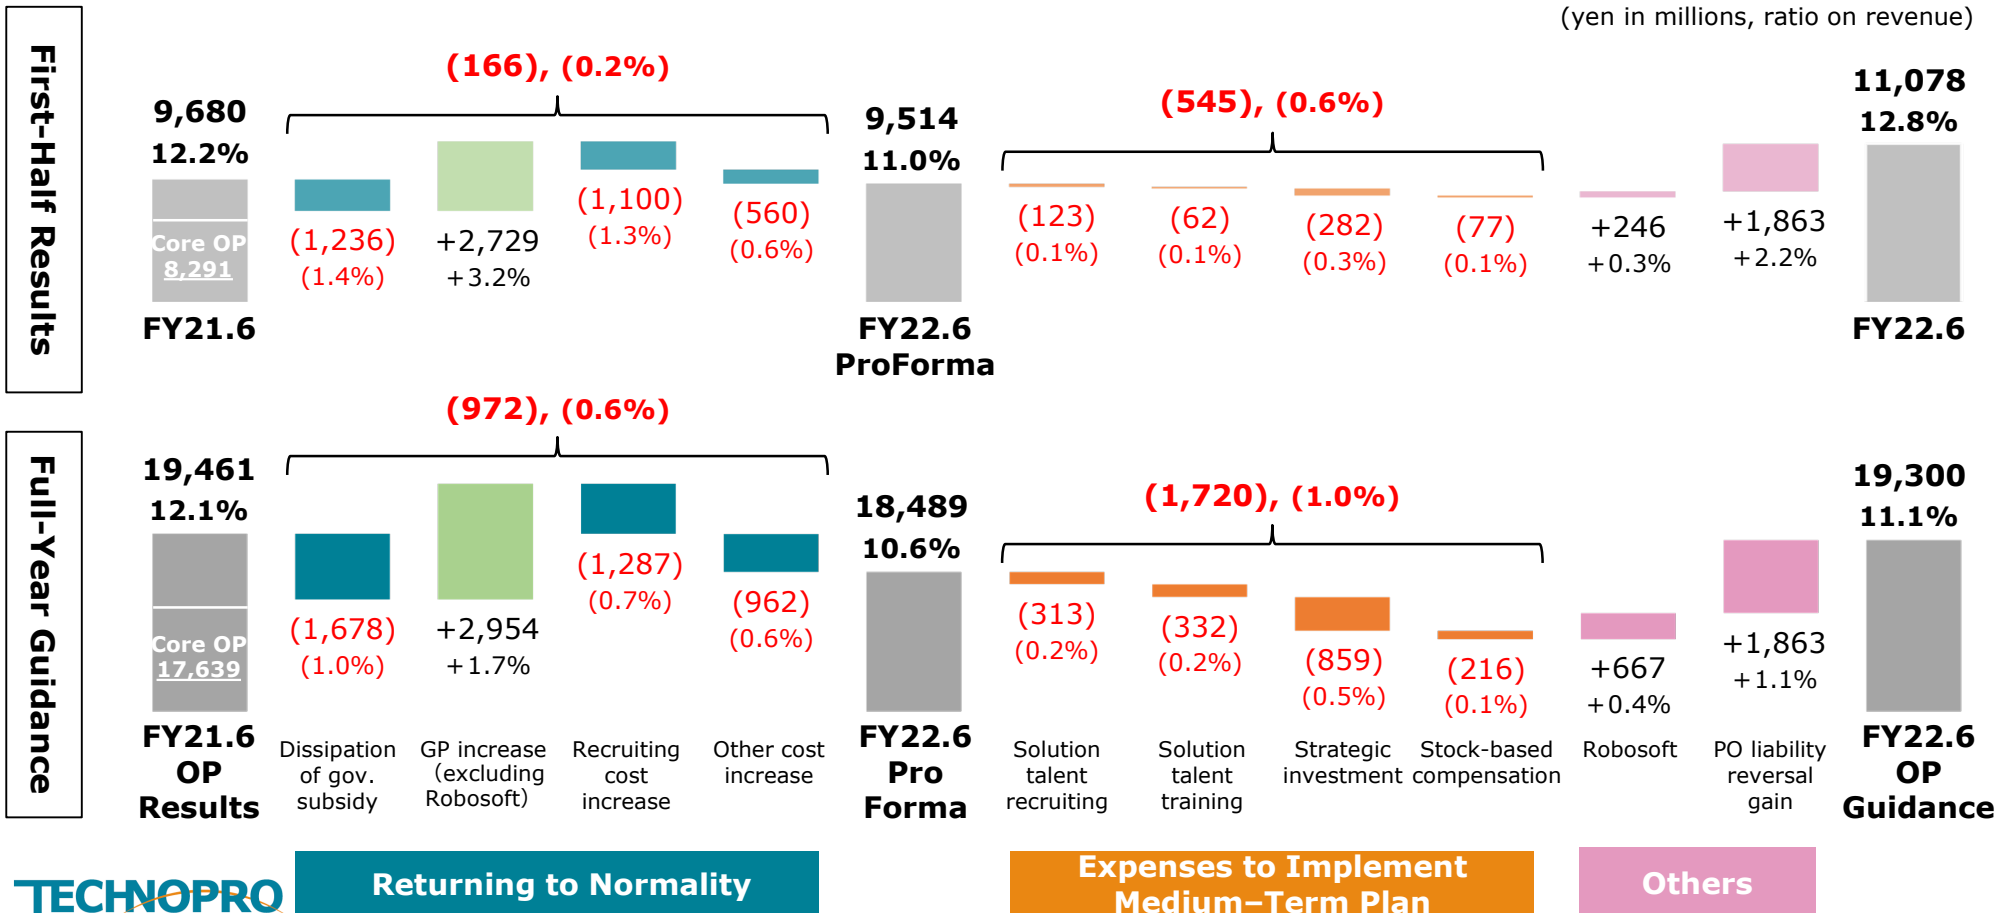 (yen in millions, ratio on revenue)
First-Half Results
(166), (0.2%)
(545), (0.6%)
9,680
12.2%
Core OP
8,291
FY21.6
(1,236)
(1.4%)
+2,729
+3.2%
(1,100)
(1.3%)
(560)
(0.6%)
9,514
11.0%
FY22.6
ProForma
(123)
(0.1%)
(62)
(0.1%)
(282)
(0.3%)
(77)
(0.1%)
+246
+0.3%
+1,863
+2.2%
11,078
12.8%
FY22.6
Full-Year Guidance
(972), (0.6%)
(1,720), (1.0%)
19,461
12.1%
Core OP
17,639
FY21.6
OP
Results
(1,678)
(1.0%)
Dissipation
of gov.
subsidy
+2,954
+1.7%
GP increase
(excluding
Robosoft)
(1,287)
(0.7%)
Recruiting
cost
increase
(962)
(0.6%)
Other cost
increase
18,489
10.6%
FY22.6
Pro
Forma
(313)
(0.2%)
Solution
talent
recruiting
(332)
(0.2%)
Solution
talent
training
(859)
(0.5%)
Strategic
investment
(216)
(0.1%)
Stock-based
compensation
+667
+0.4%
Robosoft
+1,863
+1.1%
PO liability
reversal
gain
19,300
11.1%
FY22.6
OP
Guidance
TECHNOPRO
Returning to Normality
Expenses to Implement
Medium–Term Plan
Others